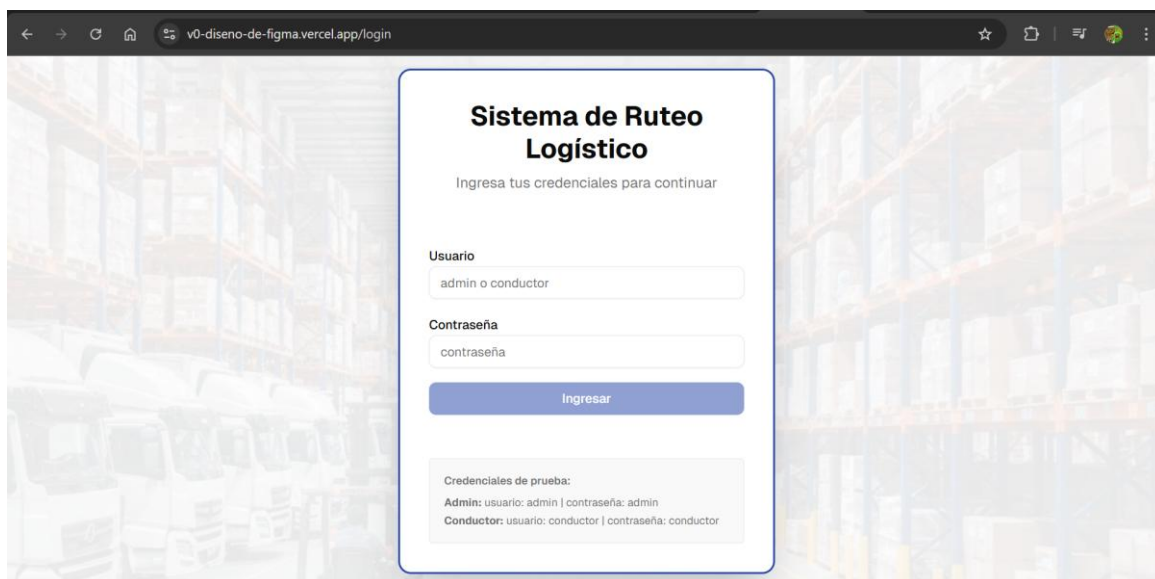 v0-diseno-de-figma.vercel.app/login
Sistema de Ruteo
Logístico
Ingresa tus credenciales para continuar
Usuario
admin o conductor
Contraseña
contraseña
Ingresar
Credenciales de prueba:
Admin: usuario: admin | contraseña: admin
Conductor: usuario: conductor | contraseña: conductor